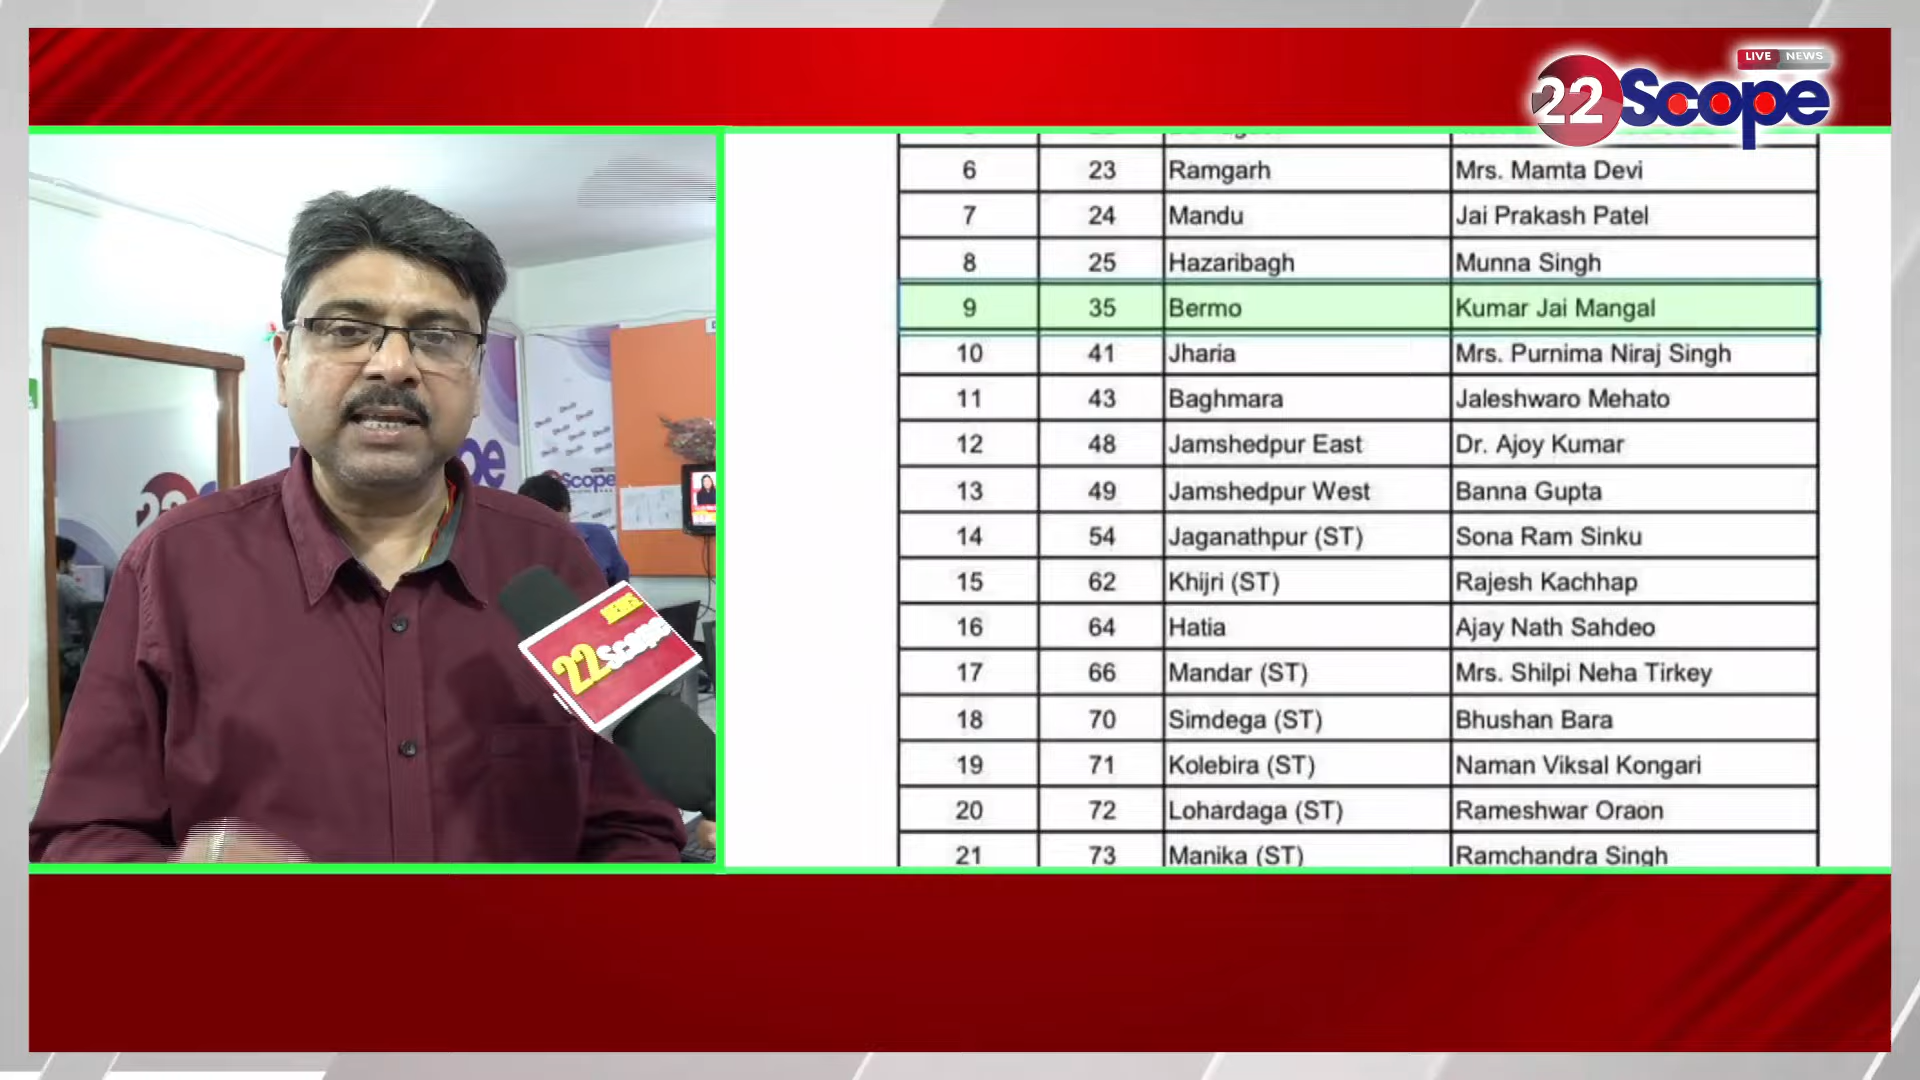 LIVE NEWS
22Scope
6 23 Ramgarh Mrs. Mamta Devi
7 24 Mandu Jai Prakash Patel
8 25 Hazaribagh Munna Singh
9 35 Bermo Kumar Jai Mangal
10 41 Jharia Mrs. Purnima Niraj Singh
11 43 Baghmara Jaleshwaro Mehato
12 48 Jamshedpur East Dr. Ajoy Kumar
13 49 Jamshedpur West Banna Gupta
14 54 Jaganathpur (ST) Sona Ram Sinku
15 62 Khijri (ST) Rajesh Kachhap
16 64 Hatia Ajay Nath Sahdeo
17 66 Mandar (ST) Mrs. Shilpi Neha Tirkey
18 70 Simdega (ST) Bhushan Bara
19 71 Kolebira (ST) Naman Viksal Kongari
20 72 Lohardaga (ST) Rameshwar Oraon
21 73 Manika (ST) Ramchandra Singh
22Scope
NEWS
Scope
22